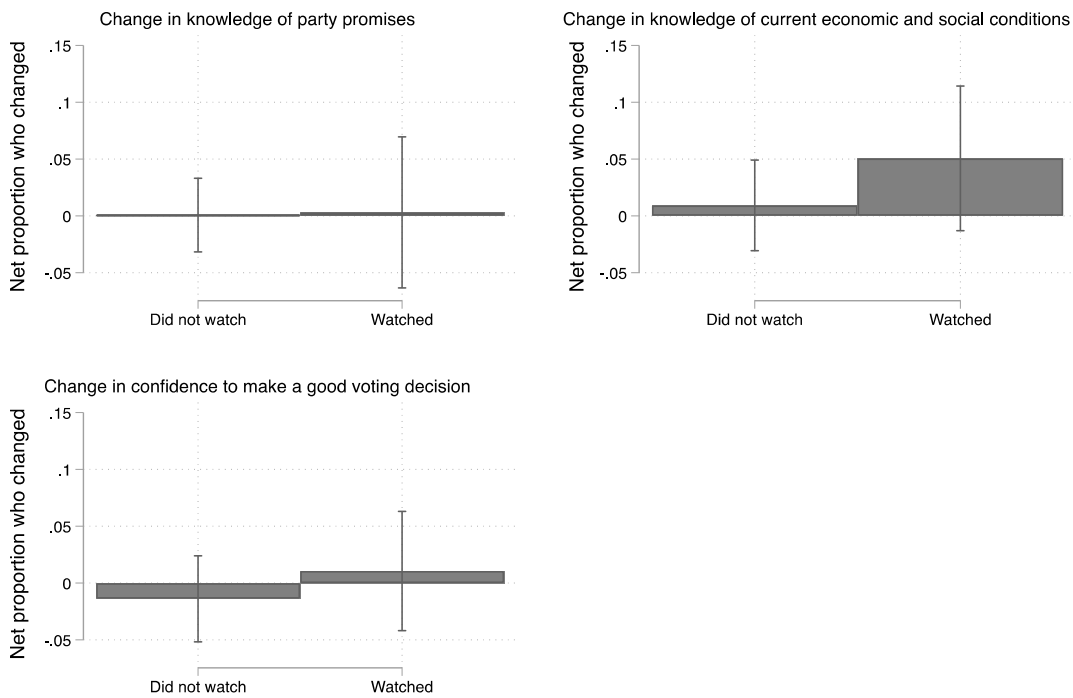 Change in knowledge of party promises
Net proportion who changed
.15
.1
.05
0
-.05
Did not watch
Watched
Change in knowledge of current economic and social conditions
Net proportion who changed
.15
.1
.05
0
-.05
Did not watch
Watched
Change in confidence to make a good voting decision
Net proportion who changed
.15
.1
.05
0
-.05
Did not watch
Watched